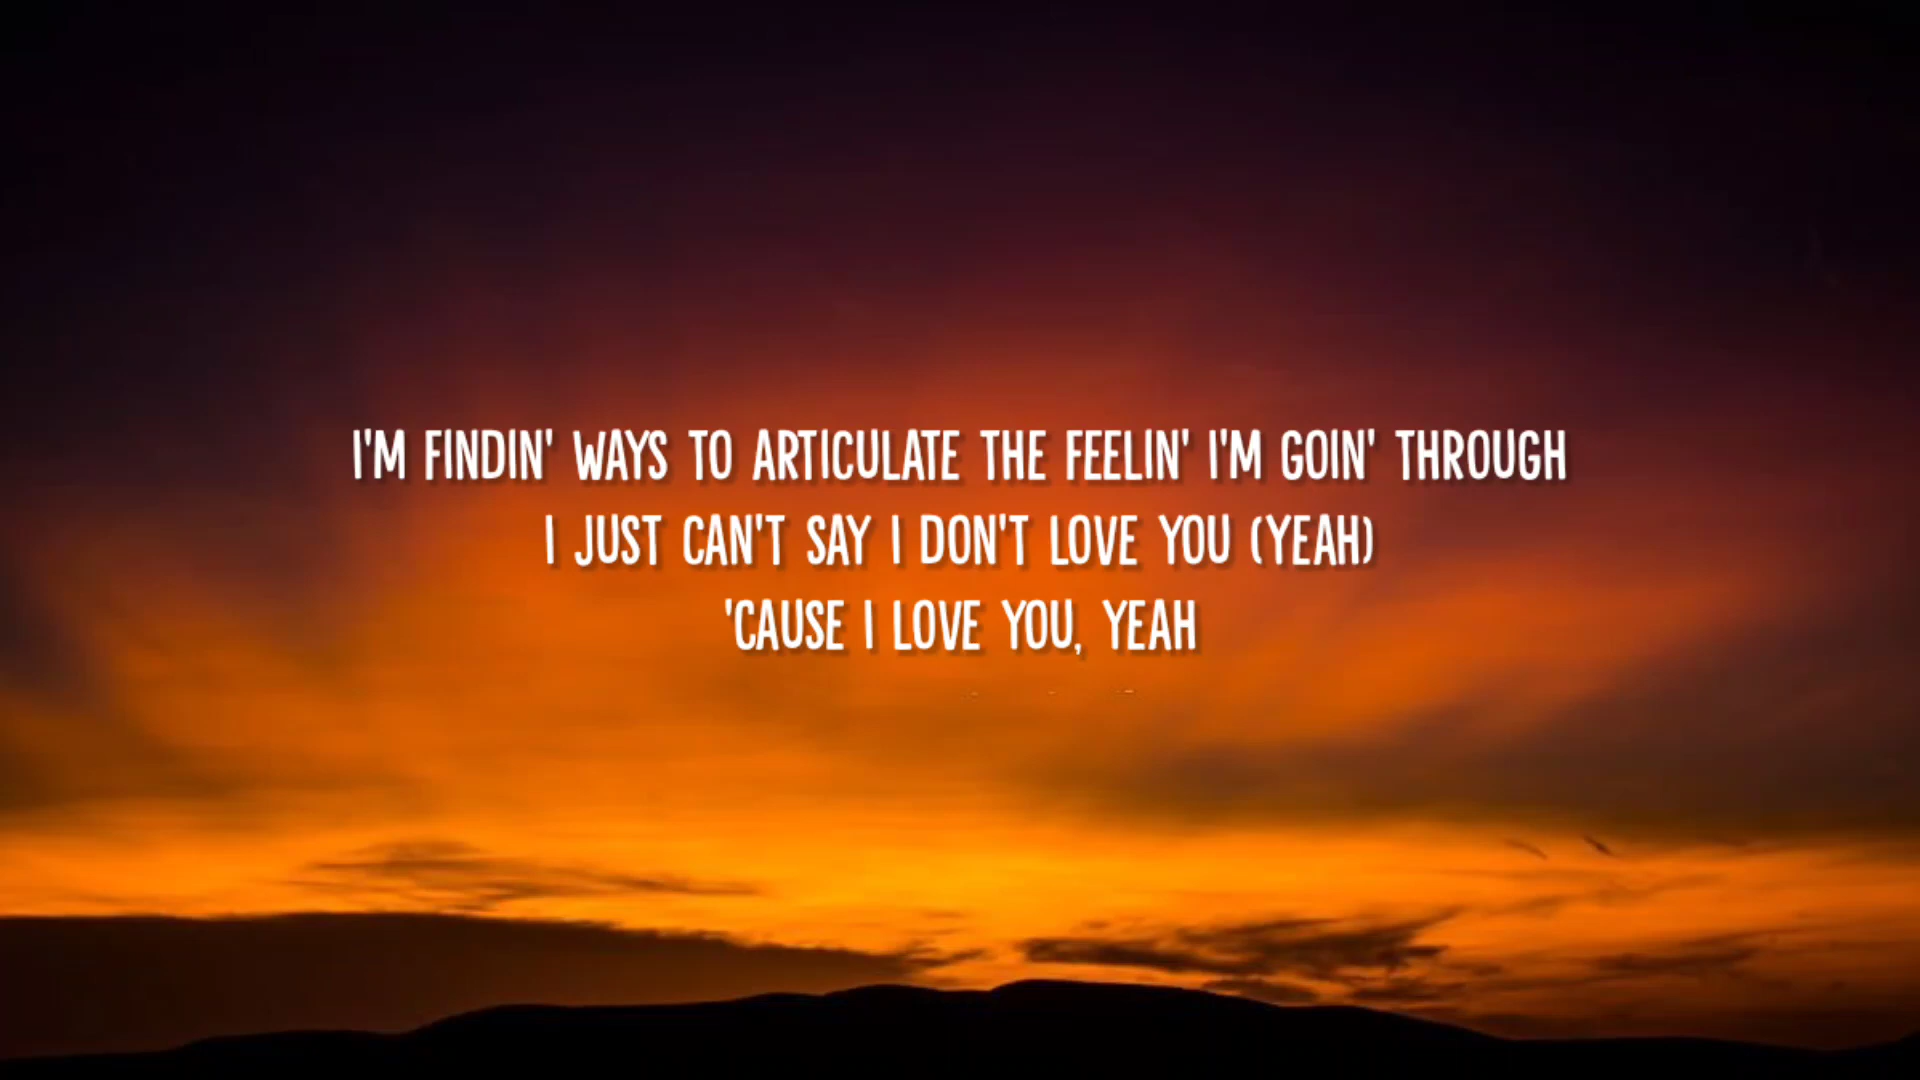 I'M FINDIN' WAYS TO ARTICULATE THE FEELIN' I'M GOIN' THROUGH
I JUST CAN'T SAY I DON'T LOVE YOU (YEAH)
'CAUSE I LOVE YOU, YEAH